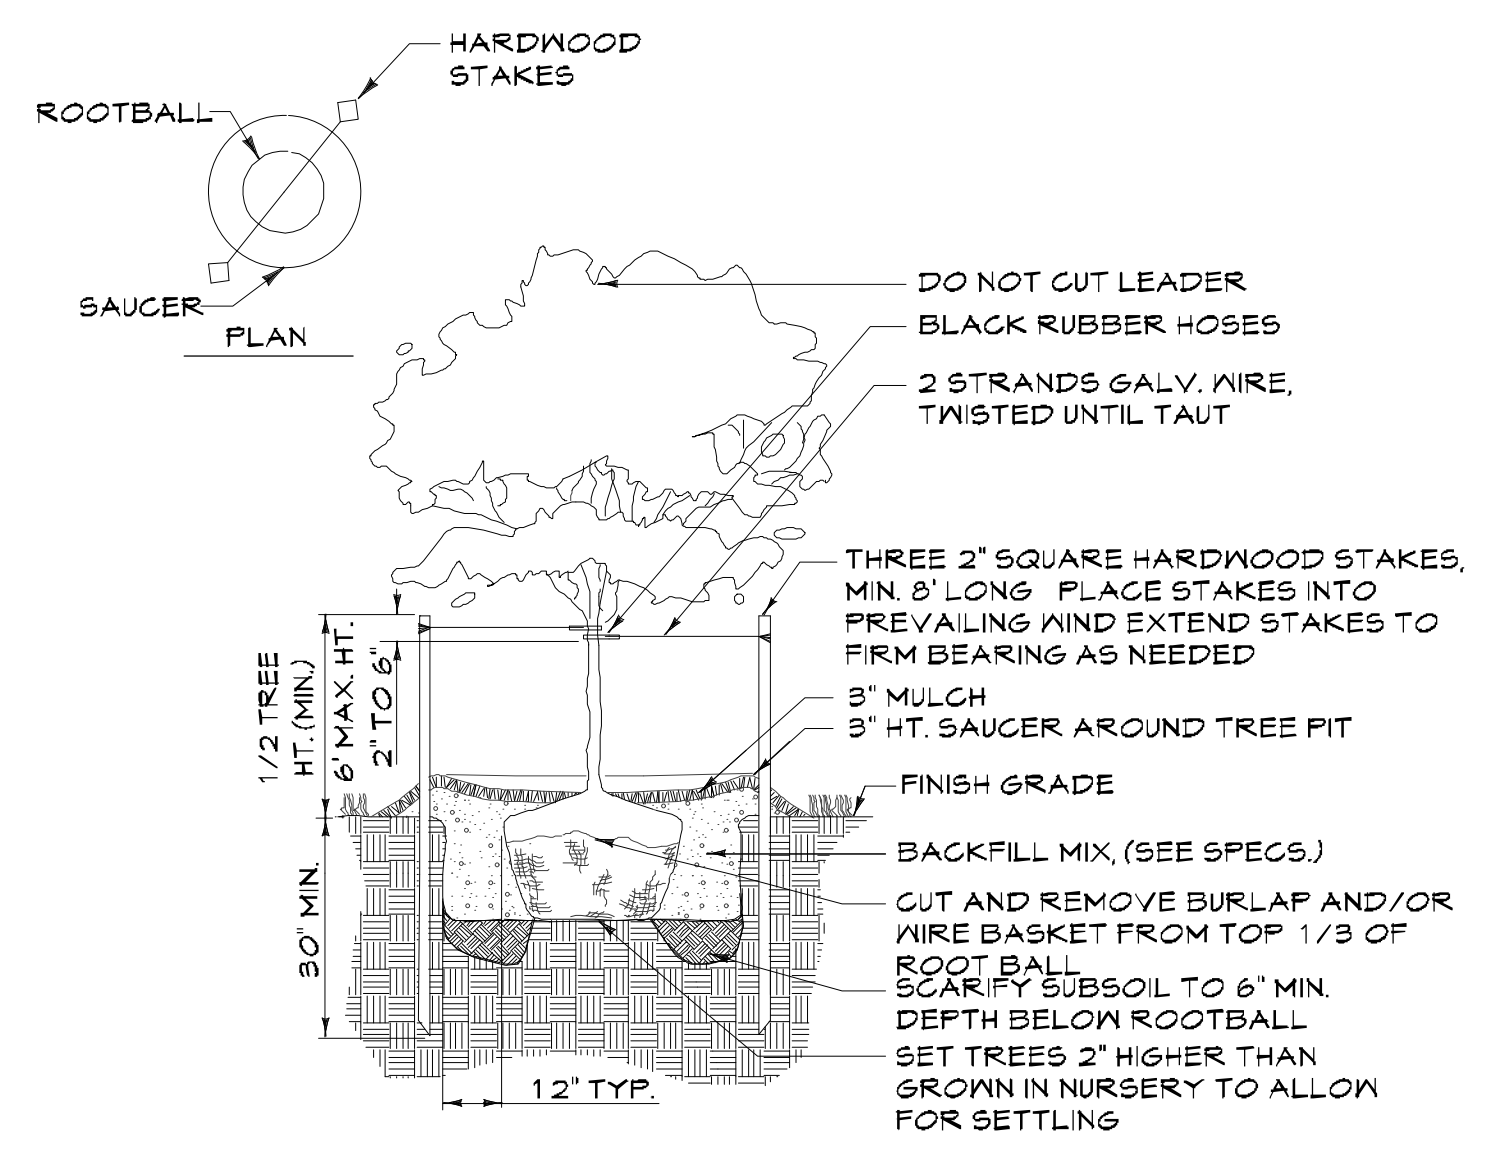 HARDWOOD
STAKES
ROOTBALL
SAUCER
PLAN
DO NOT CUT LEADER
BLACK RUBBER HOSES
2 STRANDS GALV. WIRE,
TWISTED UNTIL TAUT
THREE 2" SQUARE HARDWOOD STAKES,
MIN. 8' LONG PLACE STAKES INTO
PREVAILING WIND EXTEND STAKES TO
FIRM BEARING AS NEEDED
1/2 TREE
HT. (MIN.)
6' MAX. HT.
2" TO 6"
3" MULCH
3" HT. SAUCER AROUND TREE PIT
FINISH GRADE
BACKFILL MIX, (SEE SPECS.)
30" MIN.
CUT AND REMOVE BURLAP AND/OR
WIRE BASKET FROM TOP 1/3 OF
ROOT BALL
SCARIFY SUBSOIL TO 6" MIN.
DEPTH BELOW ROOTBALL
SET TREES 2" HIGHER THAN
GROWN IN NURSERY TO ALLOW
FOR SETTLING
12" TYP.